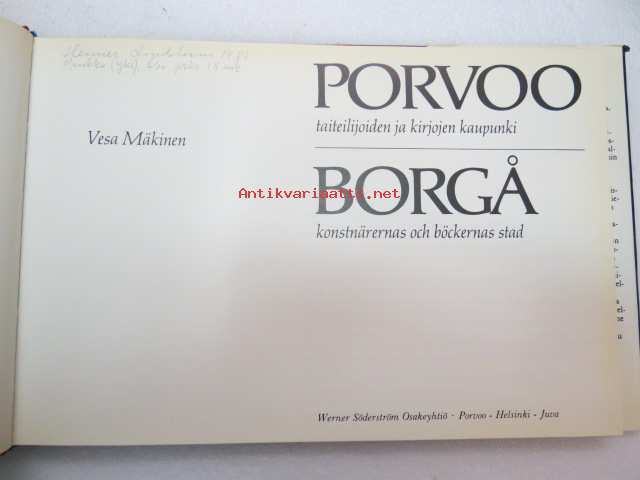 Vesa Mäkinen
PORVOO
taiteilijoiden ja kirjojen kaupunki
BORGÅ
konstnärernas och böckernas stad
Antikvariaatti.net
Werner Söderström Osakeyhtiö · Porvoo - Helsinki - Juva